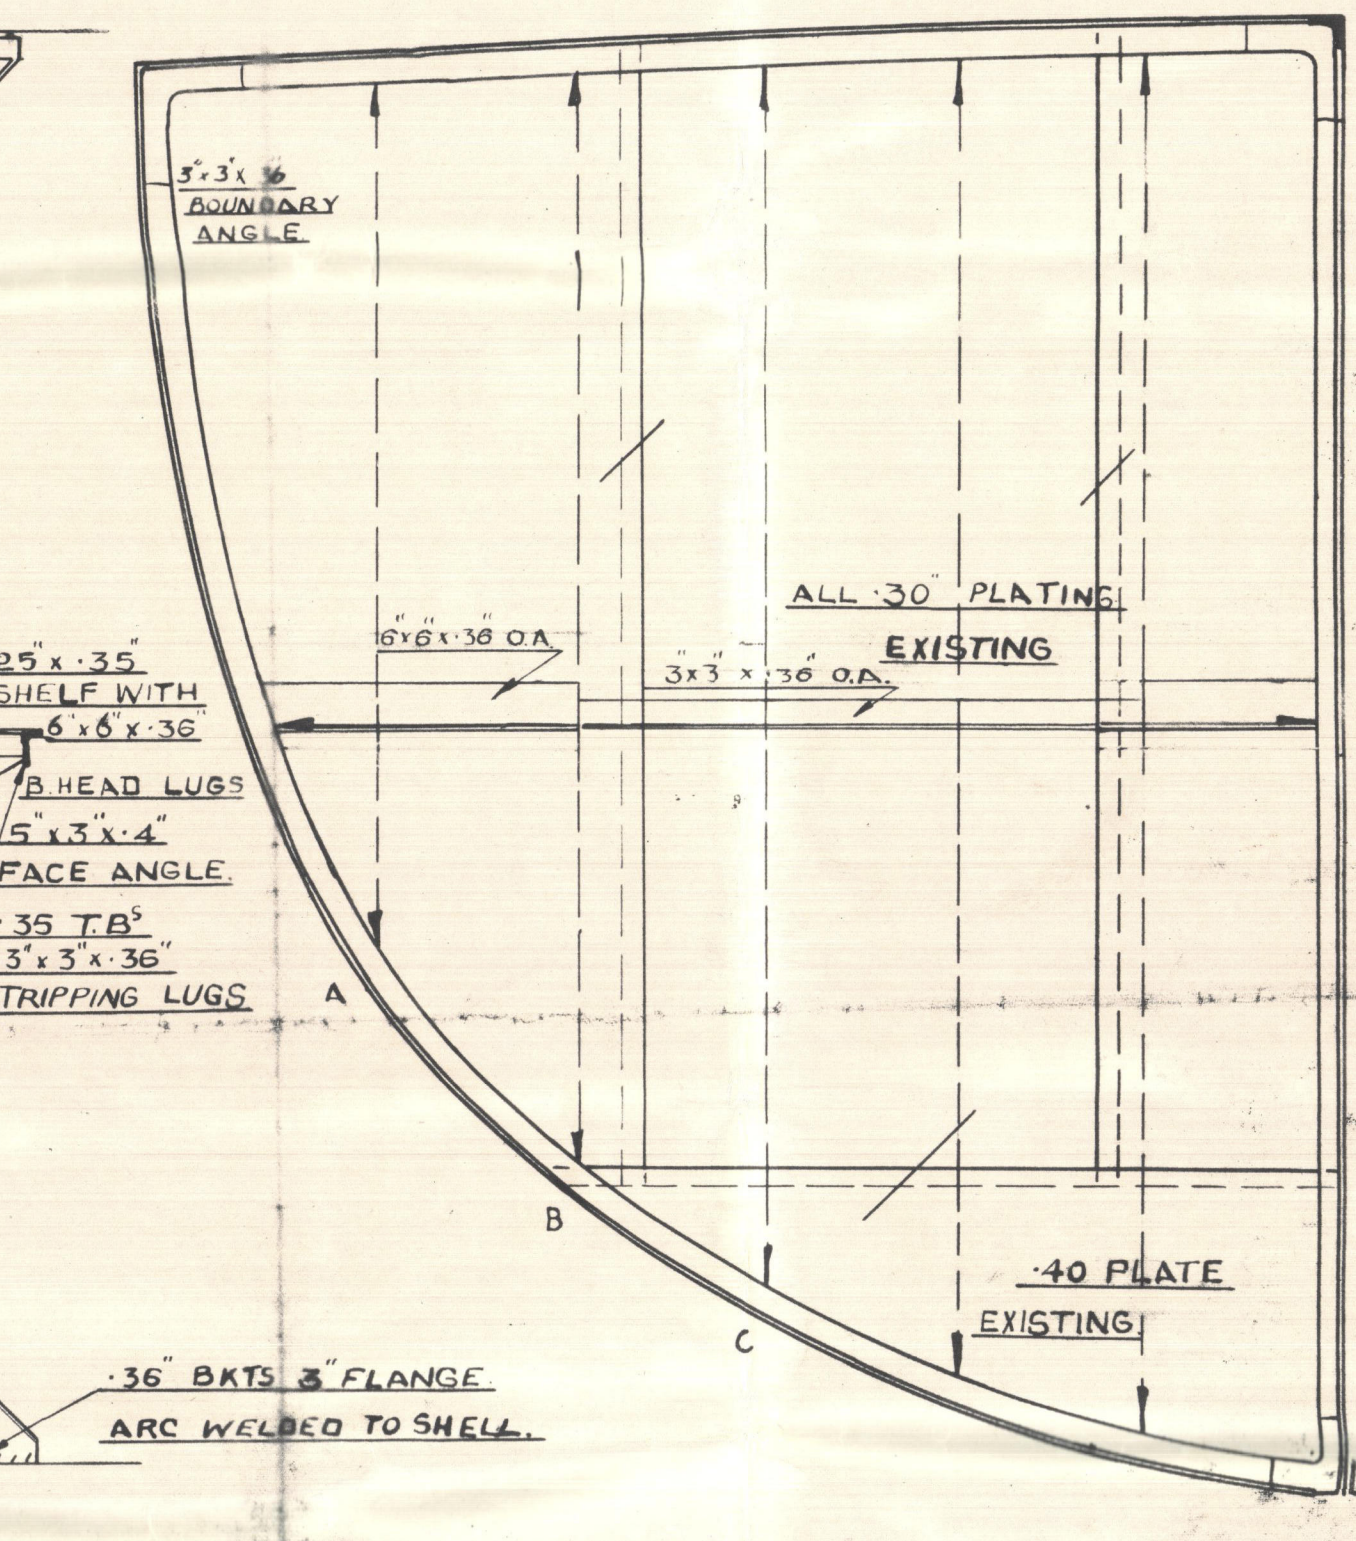 3" x 3" x .36
BOUNDARY
ANGLE.
6" x 6" x .36" O.A.
ALL .30" PLATING
EXISTING
3" x 3" x .36" O.A.
25" x .35"
SHELF WITH
6" x 6" x .36"
B.HEAD LUGS
5" x 3" x .4"
FACE ANGLE.
.35 T.Bs
3" x 3" x .36"
TRIPPING LUGS
A
B
C
.40 PLATE
EXISTING
.36" BKTS 3" FLANGE.
ARC WELDED TO SHELL.